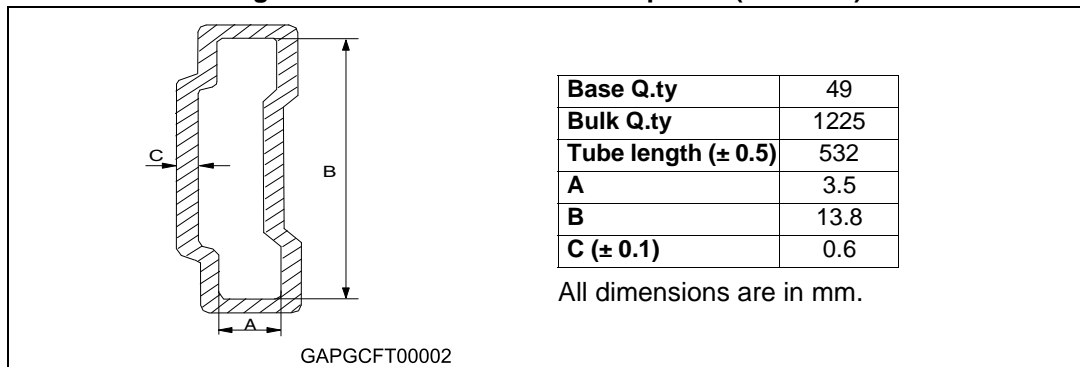 C
B
A
GAPGCFT00002
Base Q.ty 49
Bulk Q.ty 1225
Tube length (± 0.5) 532
A 3.5
B 13.8
C (± 0.1) 0.6
All dimensions are in mm.